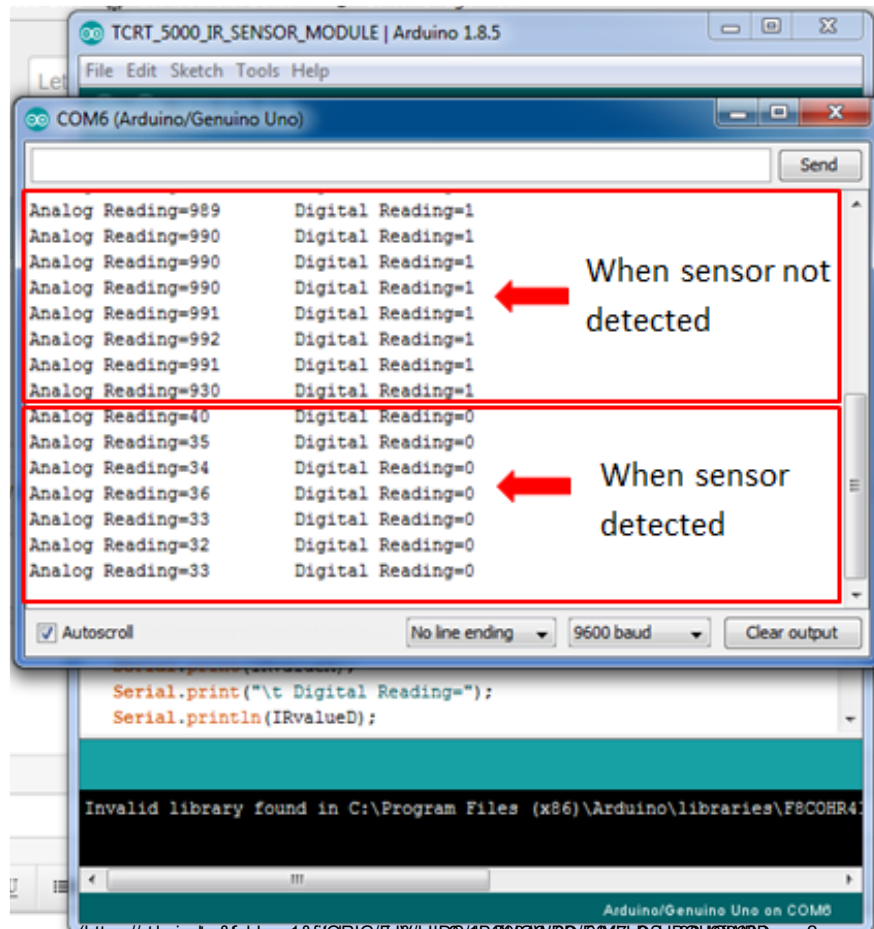 TCRT_5000_IR_SENSOR_MODULE | Arduino 1.8.5
Let
File Edit Sketch Tools Help
COM6 (Arduino/Genuino Uno)
Send
Analog Reading=989 Digital Reading=1
Analog Reading=990 Digital Reading=1
Analog Reading=990 Digital Reading=1
Analog Reading=990 Digital Reading=1
Analog Reading=991 Digital Reading=1
Analog Reading=992 Digital Reading=1
Analog Reading=991 Digital Reading=1
Analog Reading=930 Digital Reading=1
When sensor not
detected
Analog Reading=40 Digital Reading=0
Analog Reading=35 Digital Reading=0
Analog Reading=34 Digital Reading=0
Analog Reading=36 Digital Reading=0
Analog Reading=33 Digital Reading=0
Analog Reading=32 Digital Reading=0
Analog Reading=33 Digital Reading=0
When sensor
detected
Autoscroll No line ending 9600 baud Clear output
Serial.print("\t Digital Reading=");
Serial.println(IRvalueD);
Invalid library found in C:\Program Files (x86)\Arduino\libraries\F8COHR4
Arduino/Genuino Uno on COM6